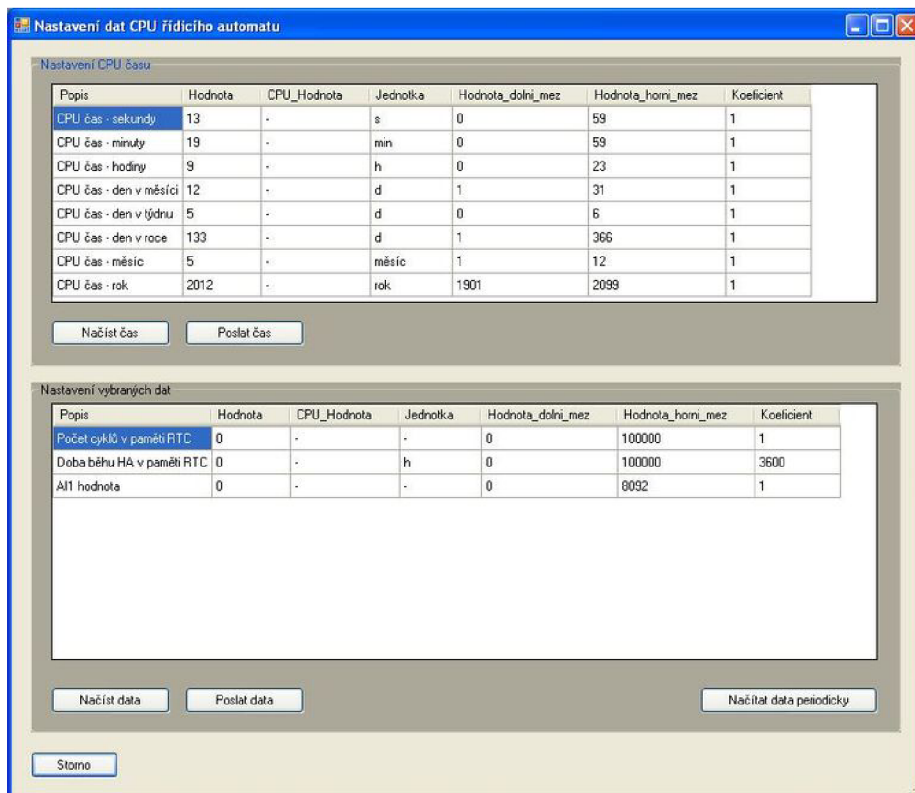 Nastavení dat CPU řídicího automatu
Nastavení CPU času
Popis Hodnota CPU_Hodnota Jednotka Hodnota_dolni_mez Hodnota_horni_mez Koeficient
CPU čas - sekundy 13 - s 0 59 1
CPU čas - minuty 19 - min 0 59 1
CPU čas - hodiny 9 - h 0 23 1
CPU čas - den v měsíci 12 - d 1 31 1
CPU čas - den v týdnu 5 - d 0 6 1
CPU čas - den v roce 133 - d 1 366 1
CPU čas - měsíc 5 - měsíc 1 12 1
CPU čas - rok 2012 - rok 1901 2099 1
Načíst čas Poslat čas
Nastavení vybraných dat
Popis Hodnota CPU_Hodnota Jednotka Hodnota_dolni_mez Hodnota_horni_mez Koeficient
Počet cyklů v paměti RTC 0 - - 0 100000 1
Doba běhu HA v paměti RTC 0 - h 0 100000 3600
AI1 hodnota 0 - - 0 8092 1
Načíst data Poslat data Načítat data periodicky
Storno